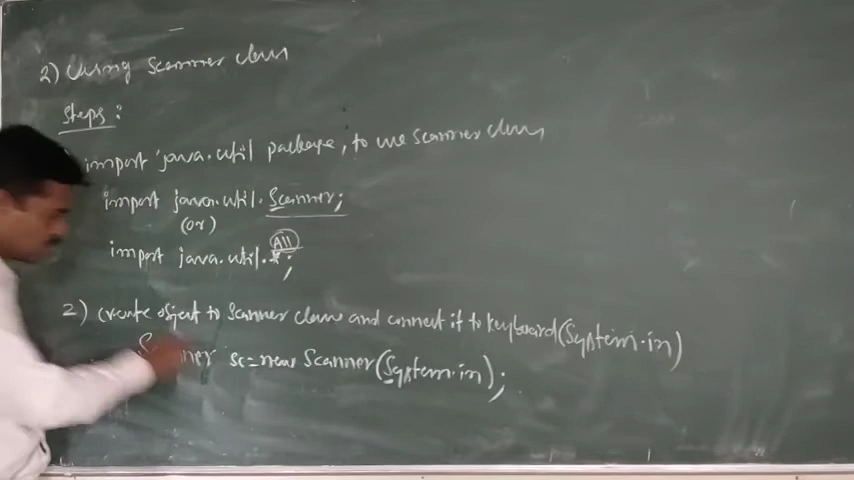 2) Using Scanner class
Steps:
import java.util package, to use Scanner class
import java.util.Scanner;
(or)
All
import java.util.*;
2) create object to Scanner class and connect it to keyboard(System.in)
Scanner sc=new Scanner(System.in);